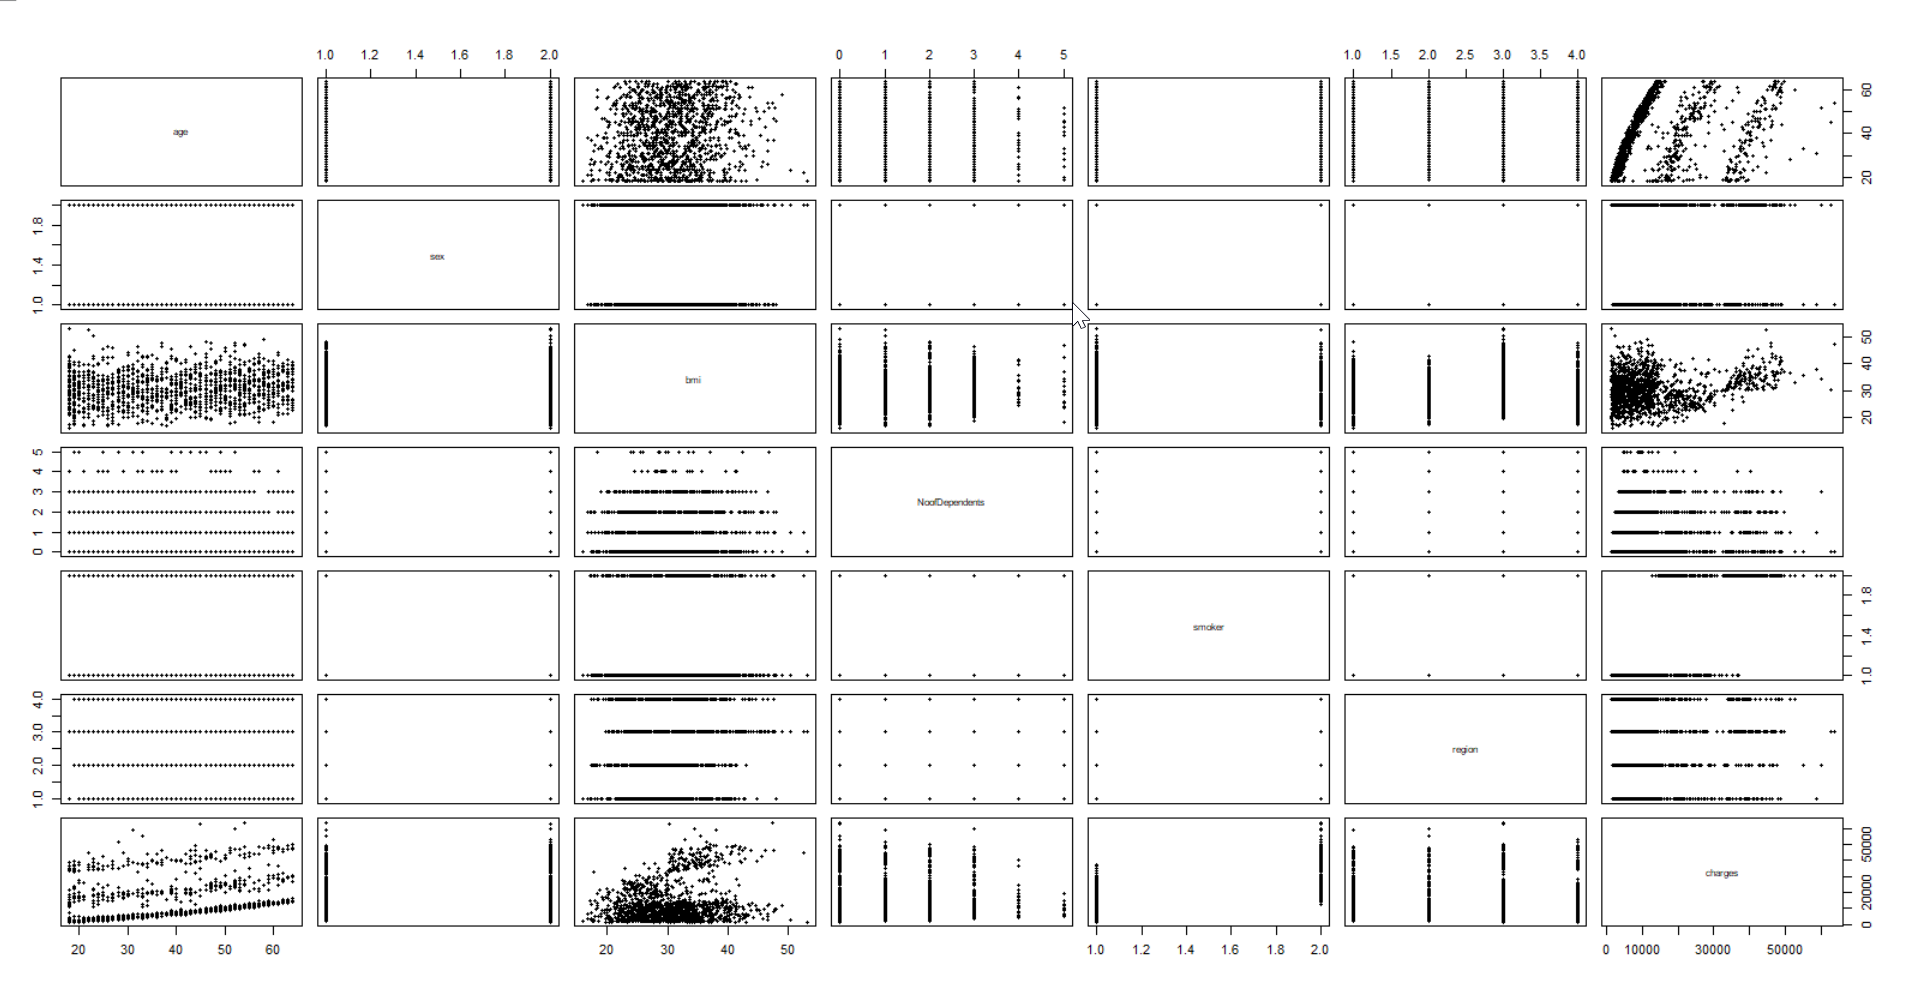 1.0 1.2 1.4 1.6 1.8 2.0 0 1 2 3 4 5 1.0 1.5 2.0 2.5 3.0 3.5 4.0
age 20 40 60
1.0 1.4 1.8 sex
bmi 20 30 40 50
0 1 2 3 4 5 NoofDependents
smoker 1.0 1.4 1.8
1.0 2.0 3.0 4.0 region
charges 0 20000 50000
20 30 40 50 60 20 30 40 50 1.0 1.2 1.4 1.6 1.8 2.0 0 10000 30000 50000